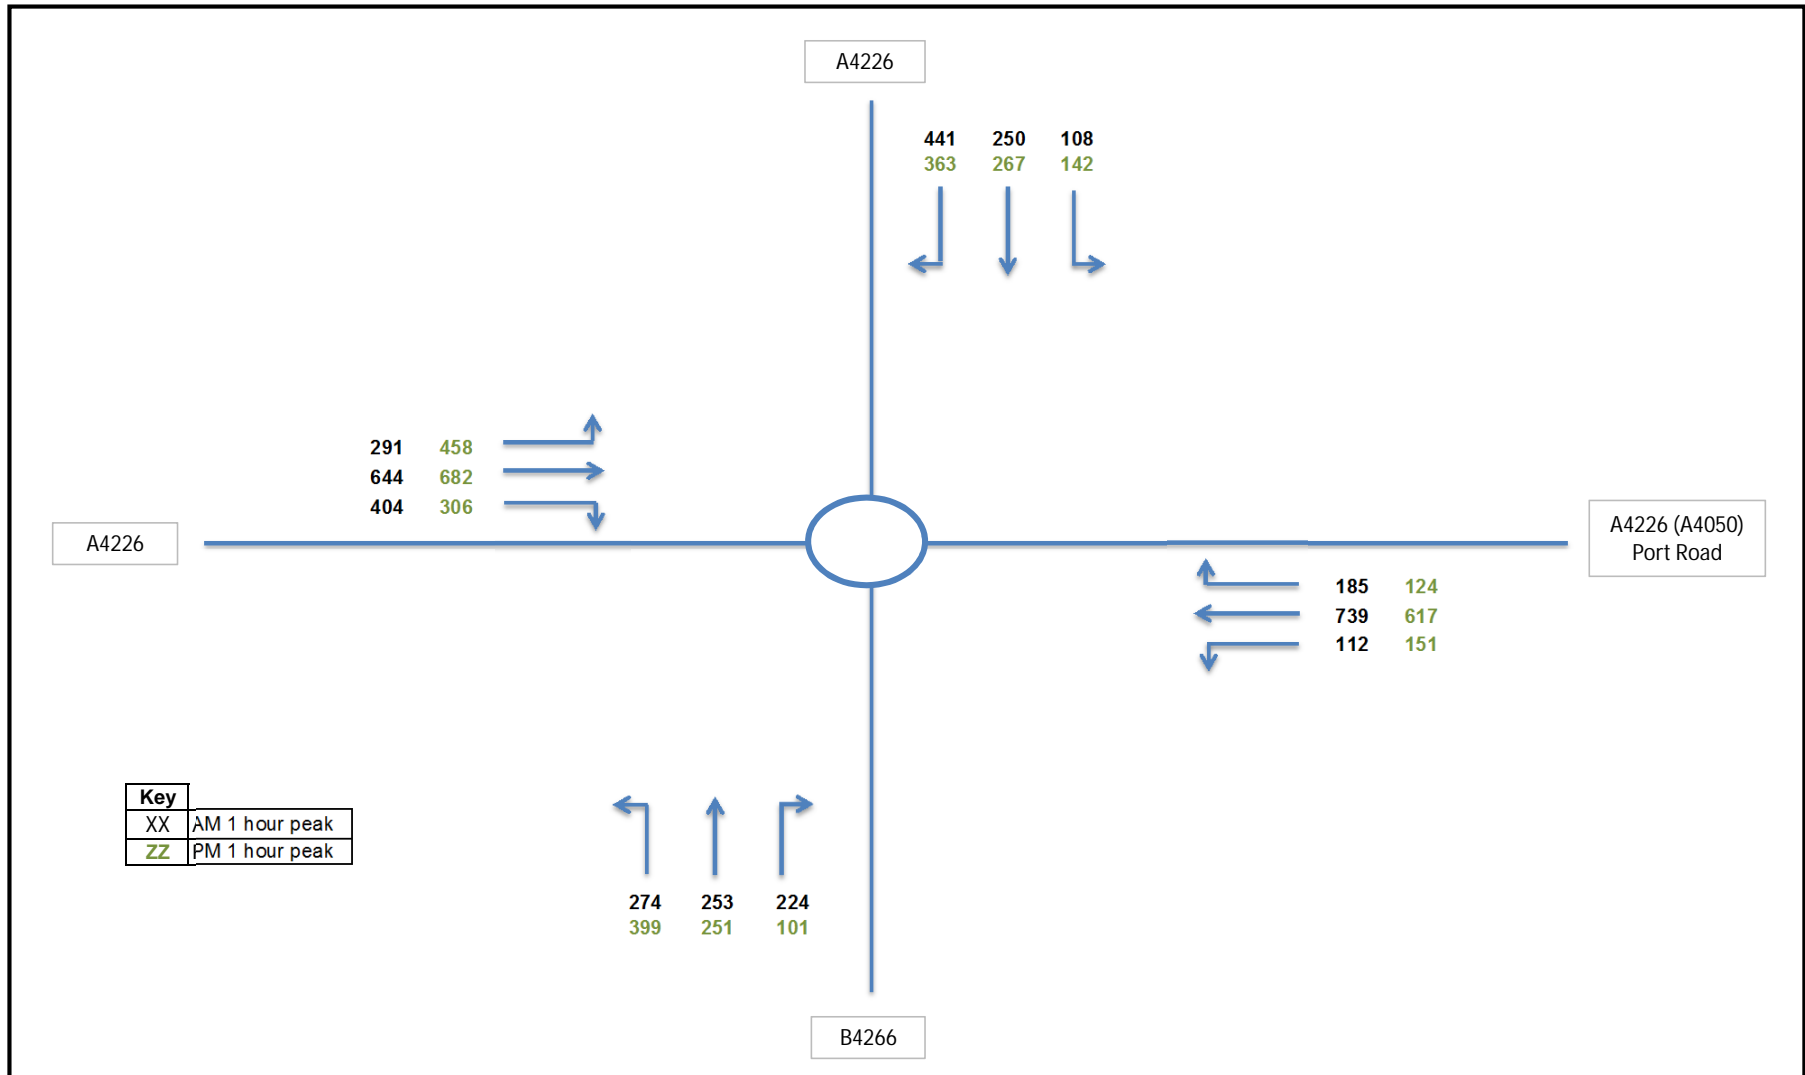 A4226
441 250 108
363 267 142
291 458
644 682
404 306
A4226
A4226 (A4050)
Port Road
185 124
739 617
112 151
Key
XX AM 1 hour peak
ZZ PM 1 hour peak
274 253 224
399 251 101
B4266